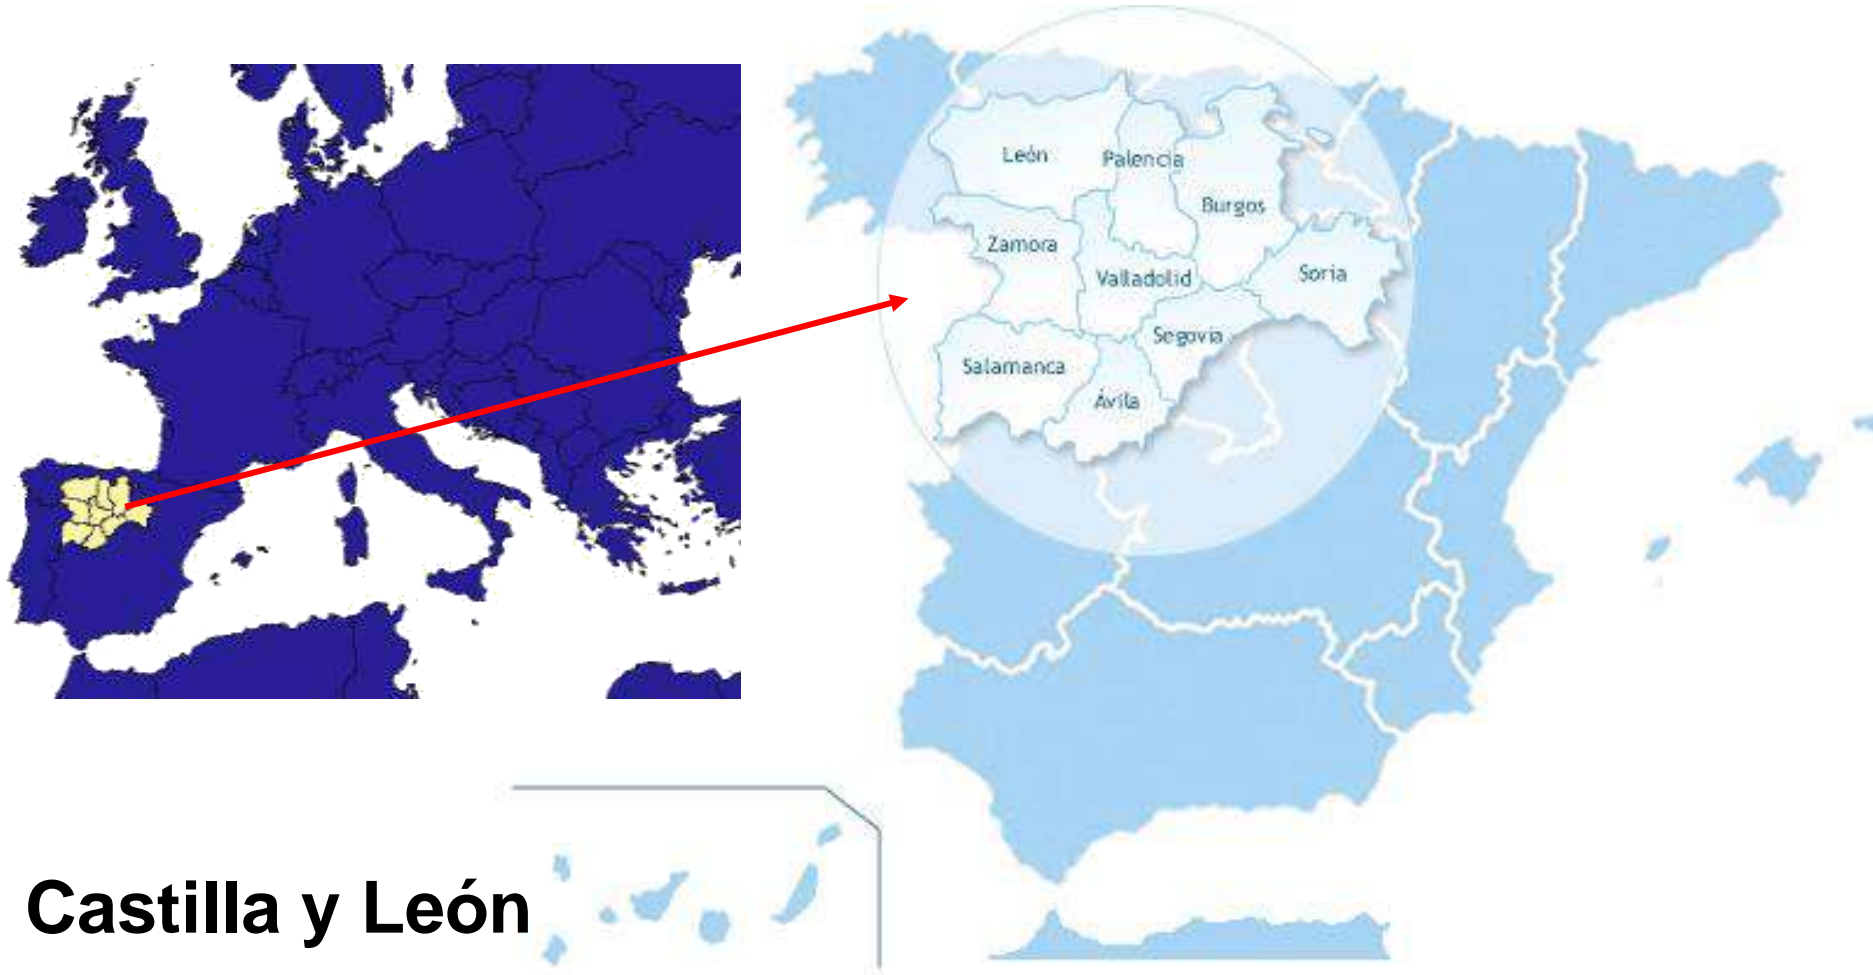 León
Palencia
Burgos
Zamora
Valladolid
Soria
Segovia
Salamanca
Ávila
Castilla y León